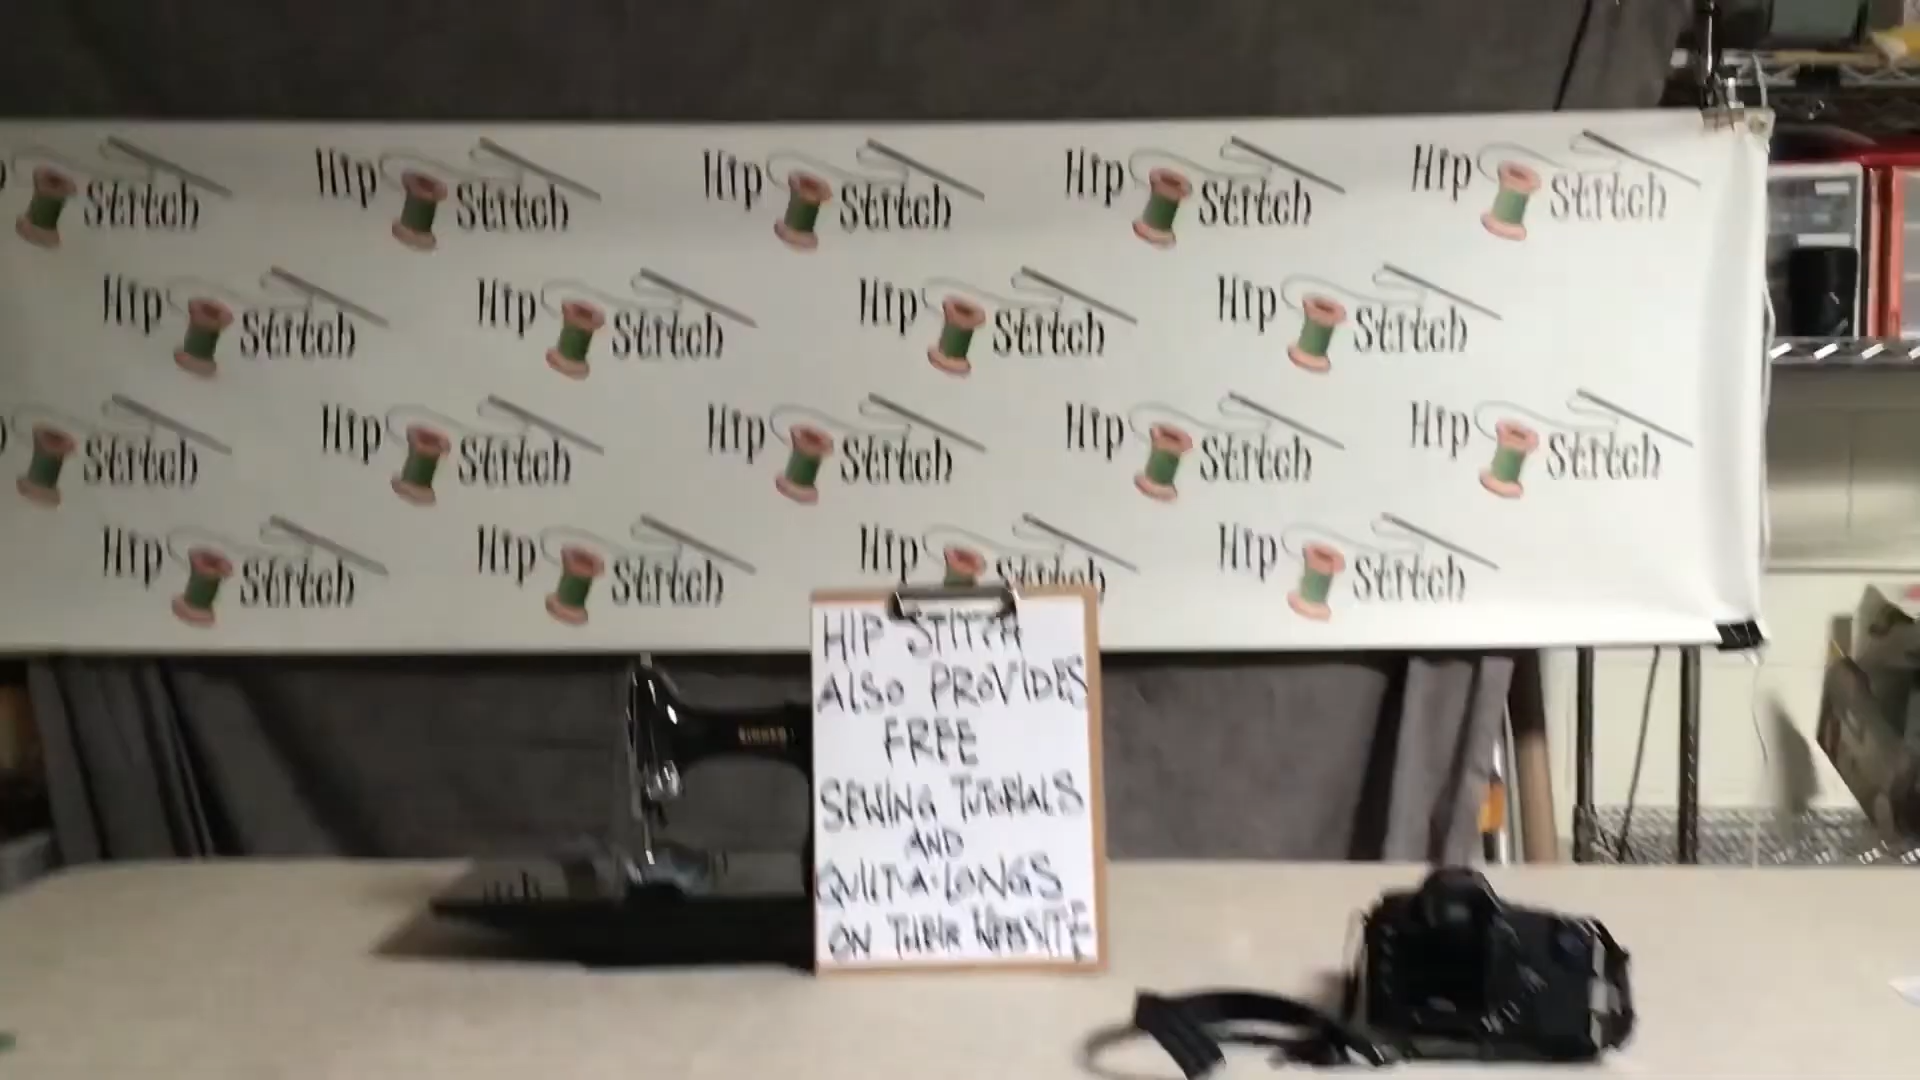 Hip Stitch Hip Stitch Hip Stitch Hip Stitch Hip Stitch
Hip Stitch Hip Stitch Hip Stitch Hip Stitch
Stitch Hip Stitch Hip Stitch Hip Stitch Hip Stitch
Hip Stitch Hip Stitch Hip Stitch Hip Stitch
HIP STITCH
ALSO PROVIDES
FREE
SEWING TUTORIALS
AND
QUILT-A-LONGS
ON THEIR WEBSITE
SINGER